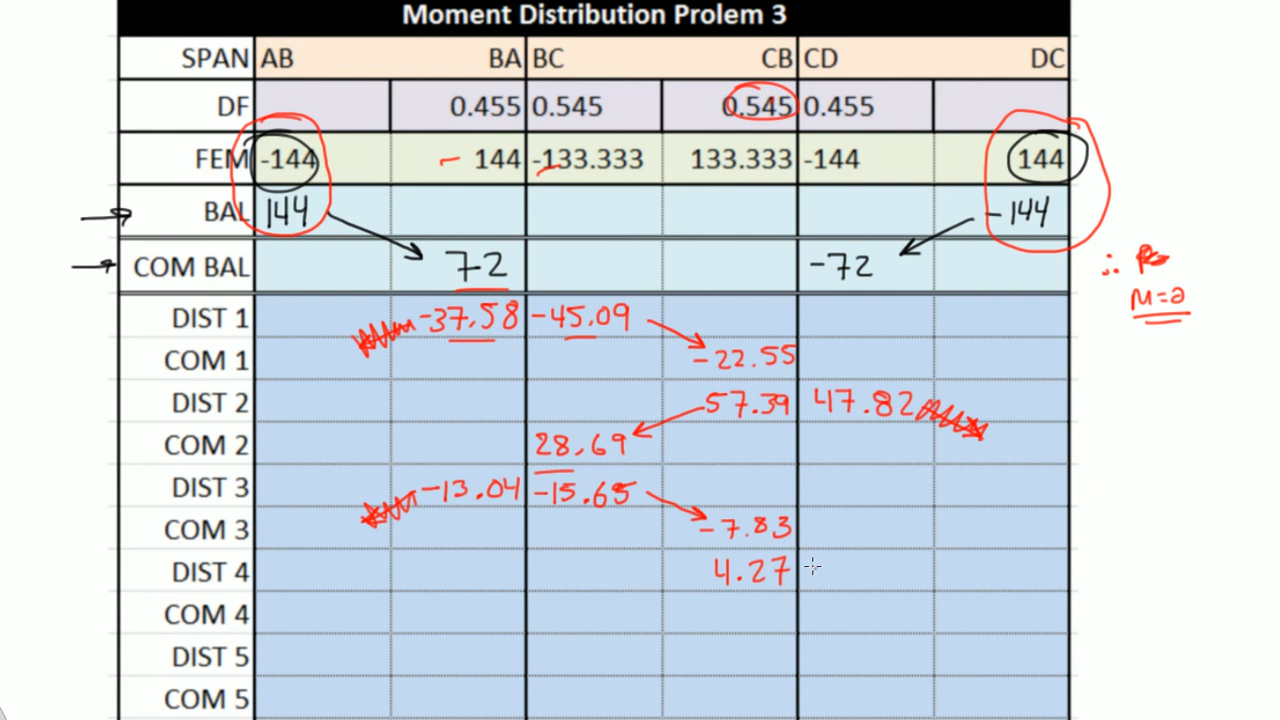 Moment Distribution Prolem 3
SPAN AB BA BC CB CD DC
DF 0.455 0.545 0.545 0.455
FEM -144 144 -133.333 133.333 -144 144
BAL 144 -144
COM BAL 72 -72
∴
M=0
DIST 1 -37.58 -45.09
COM 1 -22.55
DIST 2 57.39 47.82
COM 2 28.69
DIST 3 -13.04 -15.65
COM 3 -7.83
DIST 4 4.27
COM 4
DIST 5
COM 5